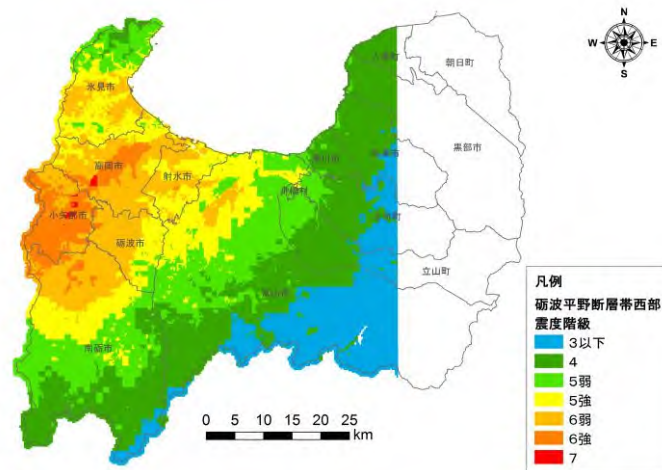 N
W
E
S
朝日町
入善町
氷見市
黒部市
高岡市
射水市
滑川市
魚津市
舟橋村
小矢部市
上市町
砺波市
立山町
富山市
南砺市
0 5 10 15 20 25
km
凡例
砺波平野断層帯西部
震度階級
3以下
4
5弱
5強
6弱
6強
7